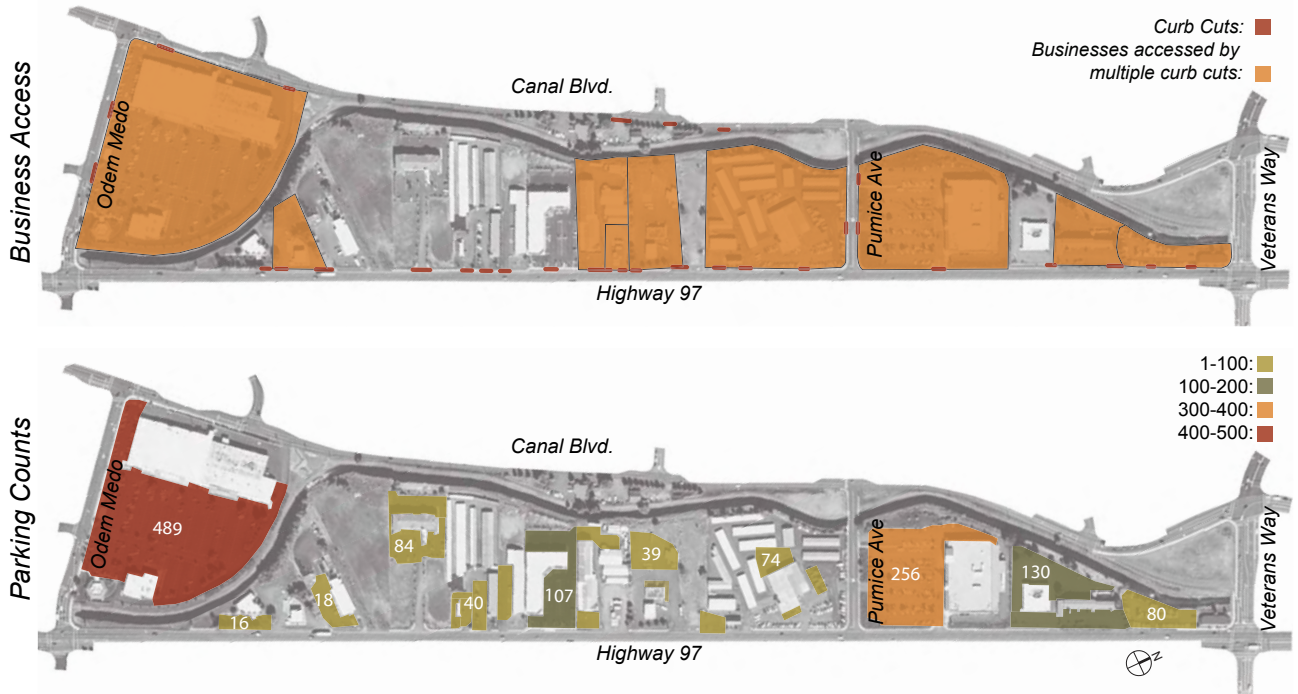 Business Access
Curb Cuts:
Businesses accessed by
multiple curb cuts:
Canal Blvd.
Odem Medo
Pumice Ave
Veterans Way
Highway 97
Parking Counts
1-100:
100-200:
300-400:
400-500:
Canal Blvd.
Odem Medo
489
84
39
74
Pumice Ave
256
130
18
40
107
16
80
Veterans Way
Highway 97
N